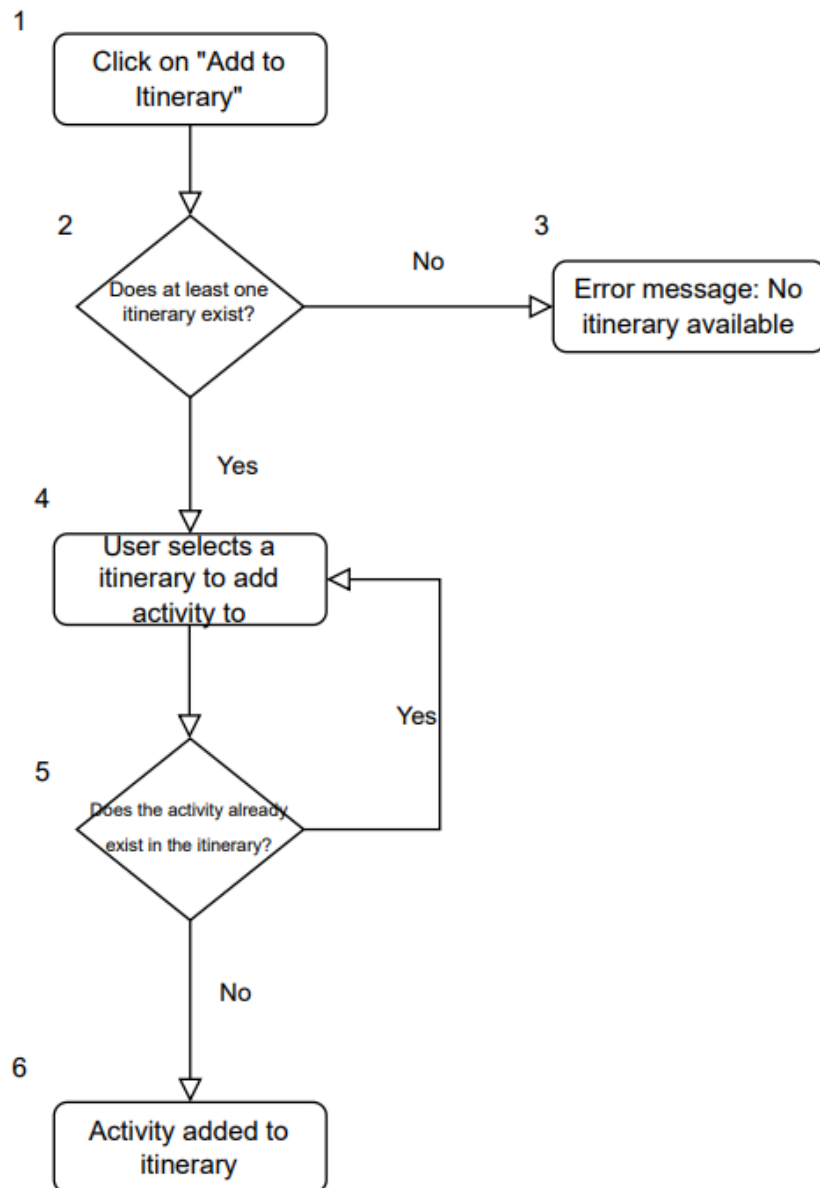 1
Click on "Add to
Itinerary"
2
Does at least one
itinerary exist?
No
3
Error message: No
itinerary available
Yes
4
User selects a
itinerary to add
activity to
Yes
5
Does the activity already
exist in the itinerary?
No
6
Activity added to
itinerary